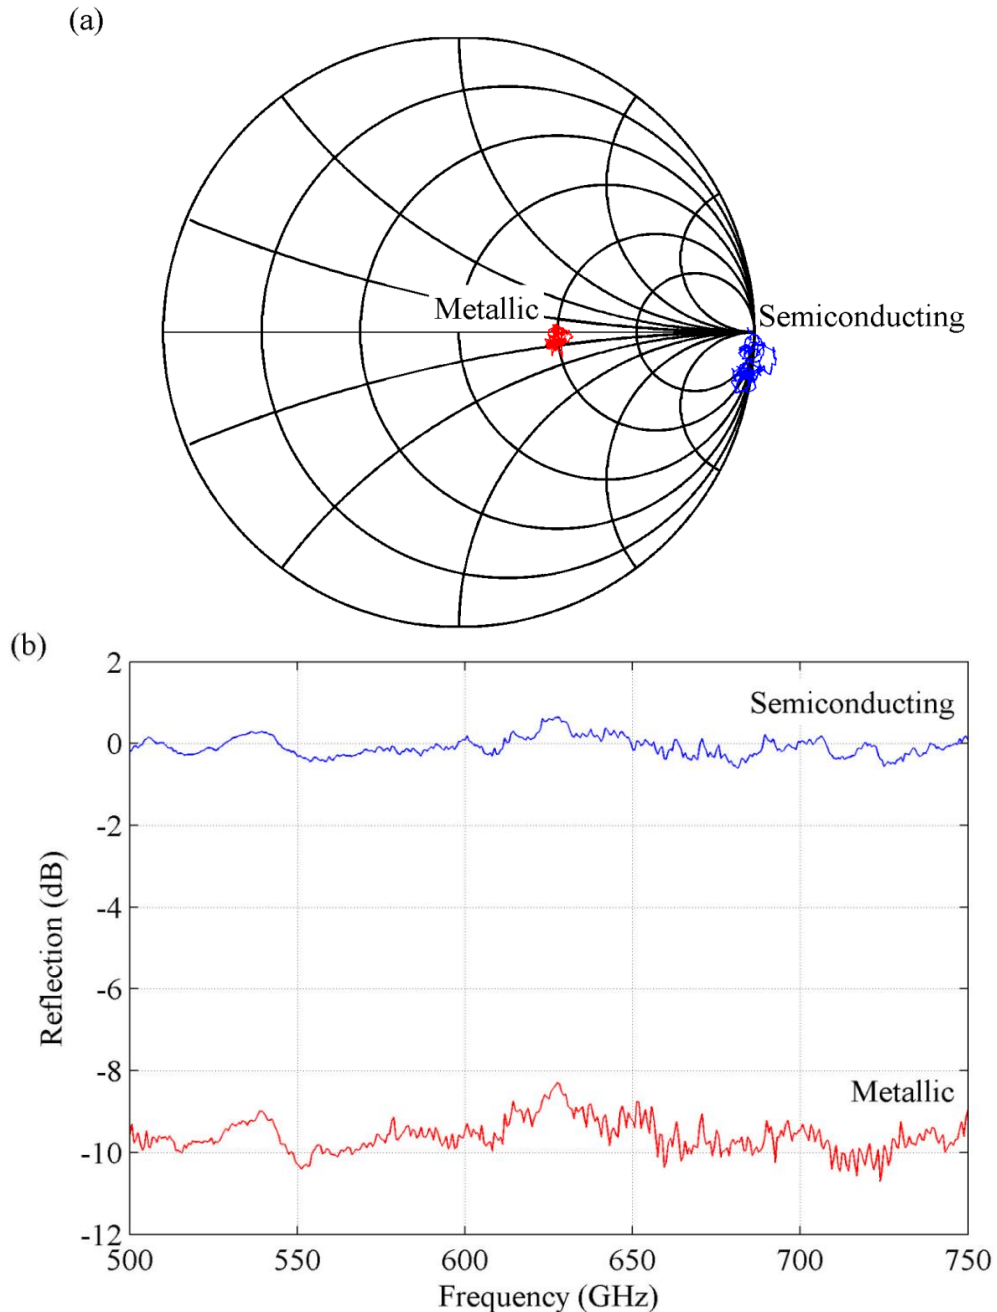 (a)
Metallic
Semiconducting
(b)
2
Semiconducting
0
-2
-4
Reflection (dB)
-6
-8
Metallic
-10
-12
500 550 600 650 700 750
Frequency (GHz)